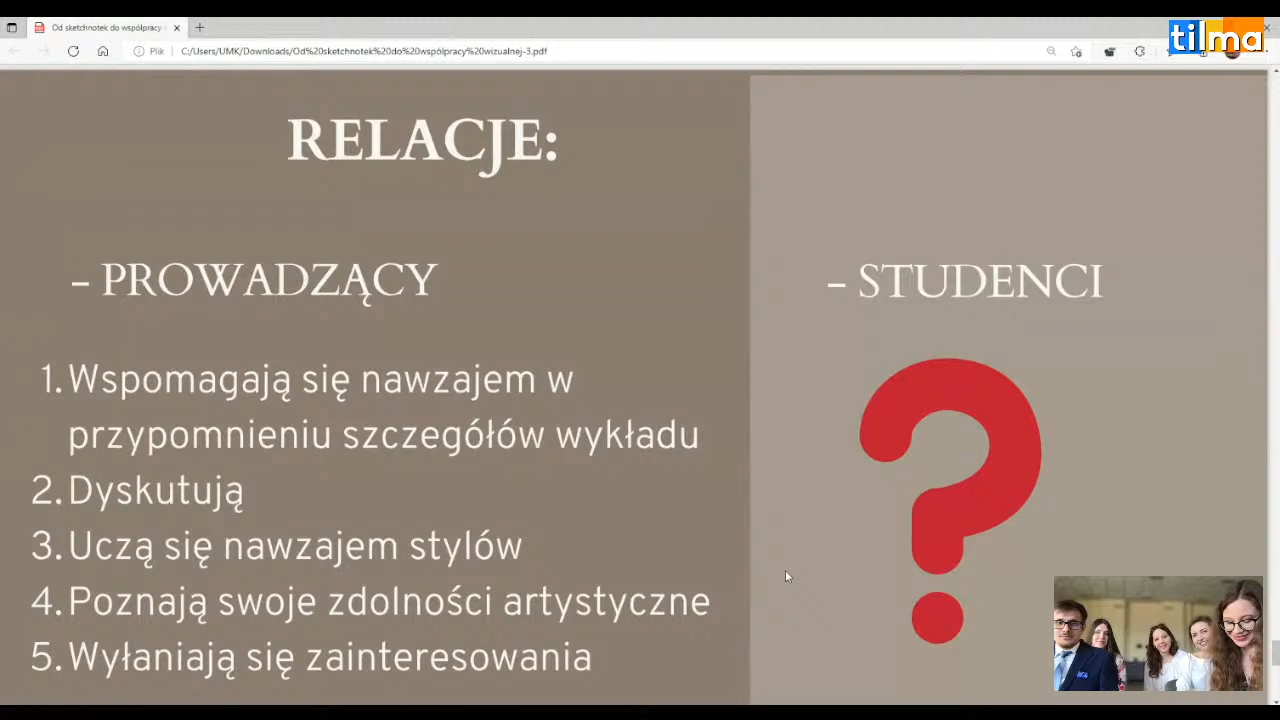 Od sketchnotek do współpracy
tilma
Plik
C:/Users/UMK/Downloads/Od%20sketchnotek%20do%20współpracy%20wizualnej-3.pdf
RELACJE:
– PROWADZĄCY
1. Wspomagają się nawzajem w
przypomnieniu szczegółów wykładu
2. Dyskutują
3. Uczą się nawzajem stylów
4. Poznają swoje zdolności artystyczne
5. Wyłaniają się zainteresowania
– STUDENCI
?